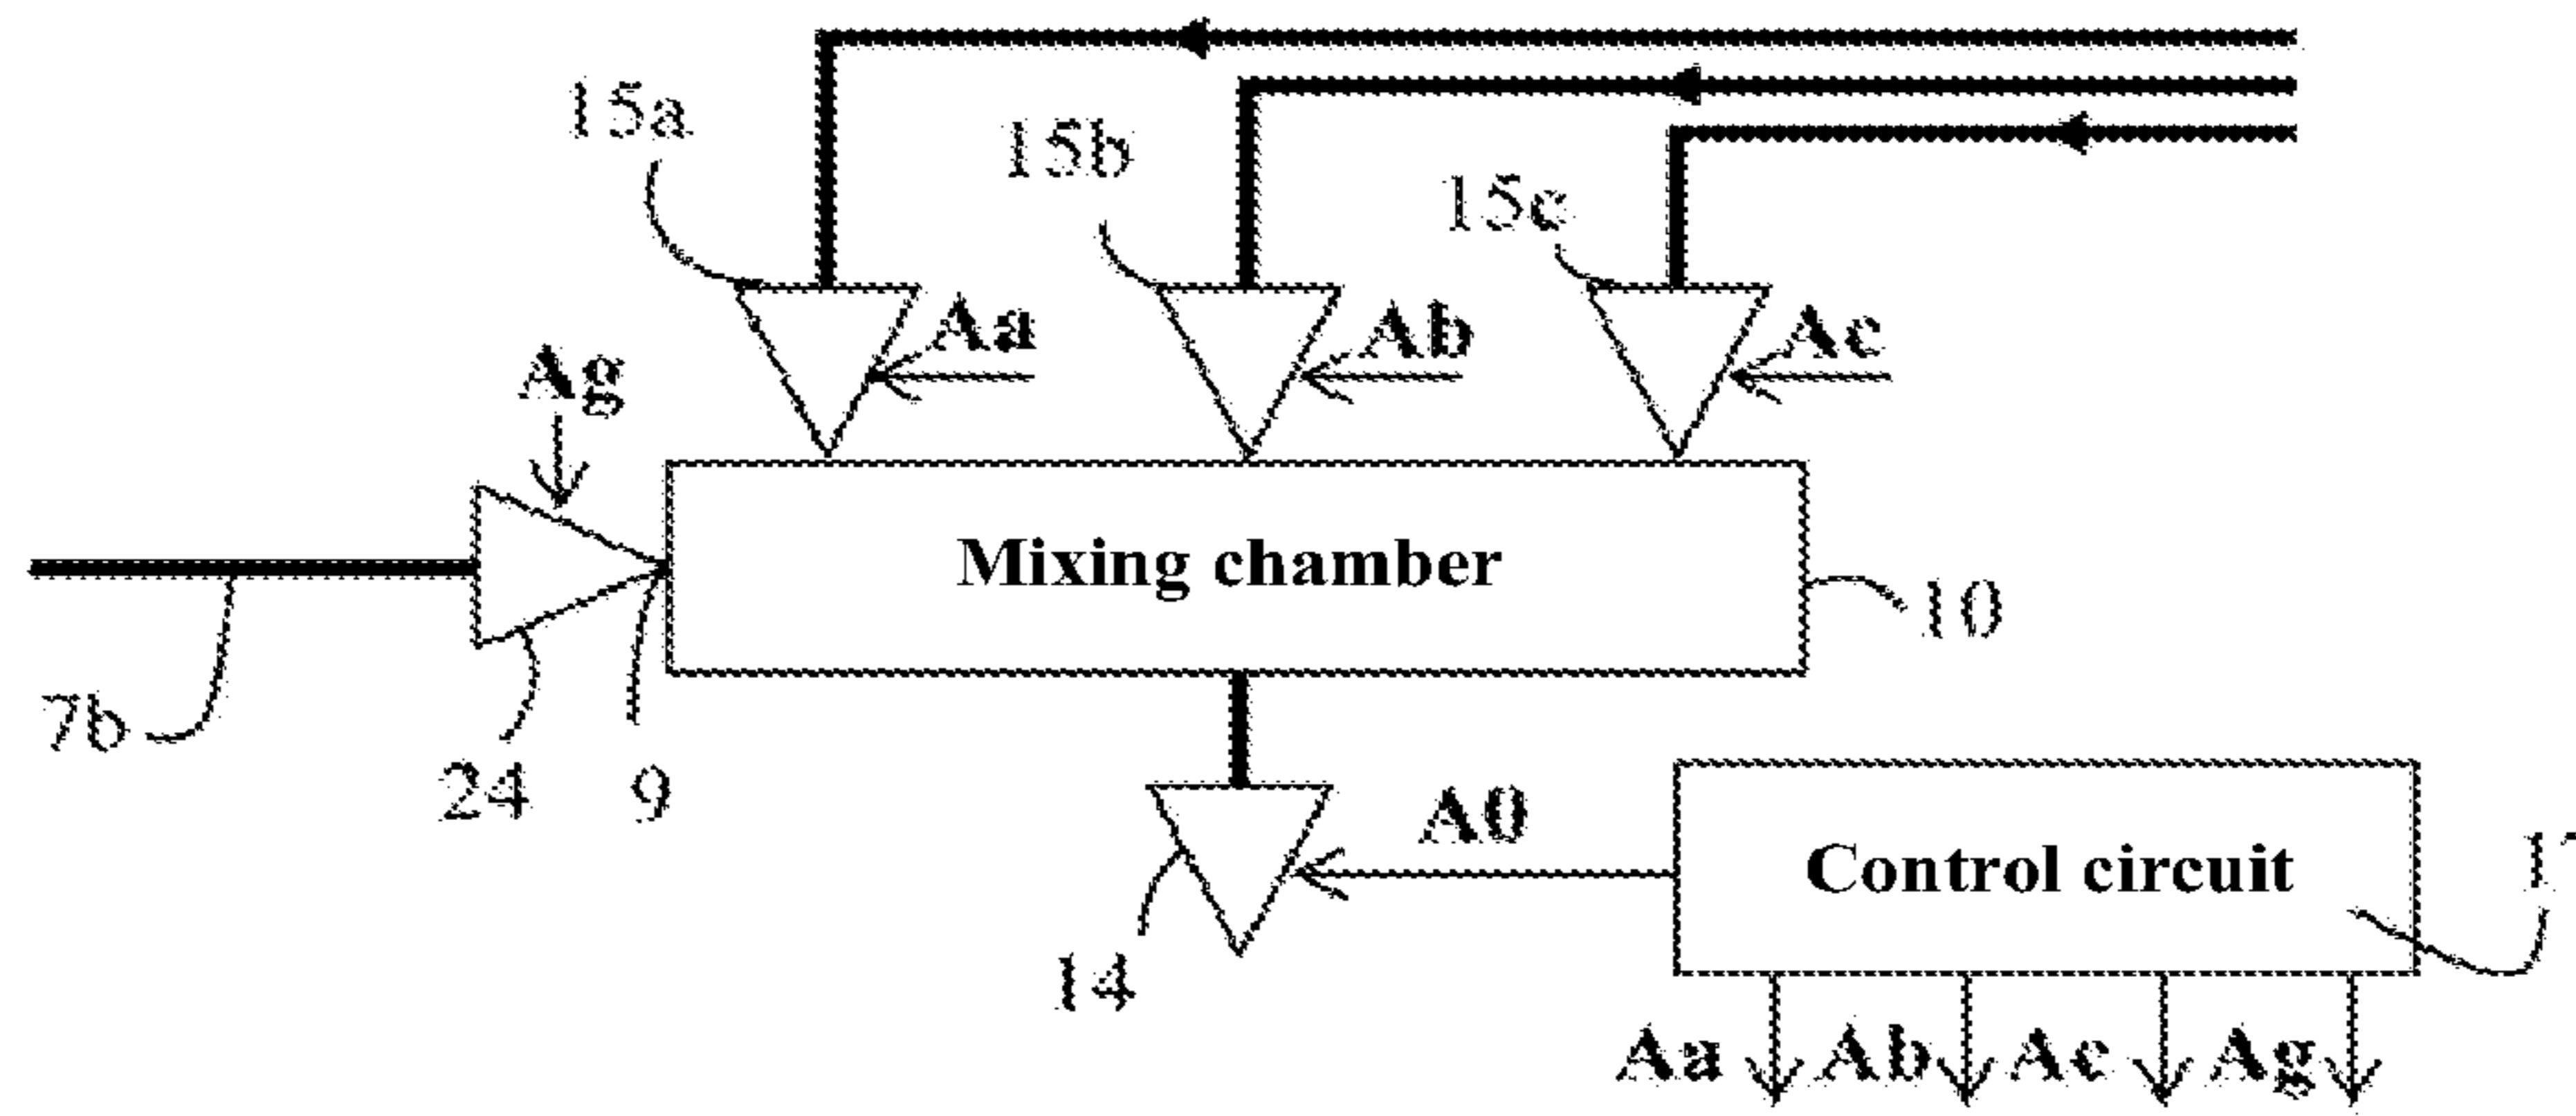 15a
15b
15c
Aa
Ab
Ac
Ag
Mixing chamber
10
7b
24
9
A0
Control circuit
14
Aa Ab Ac Ag